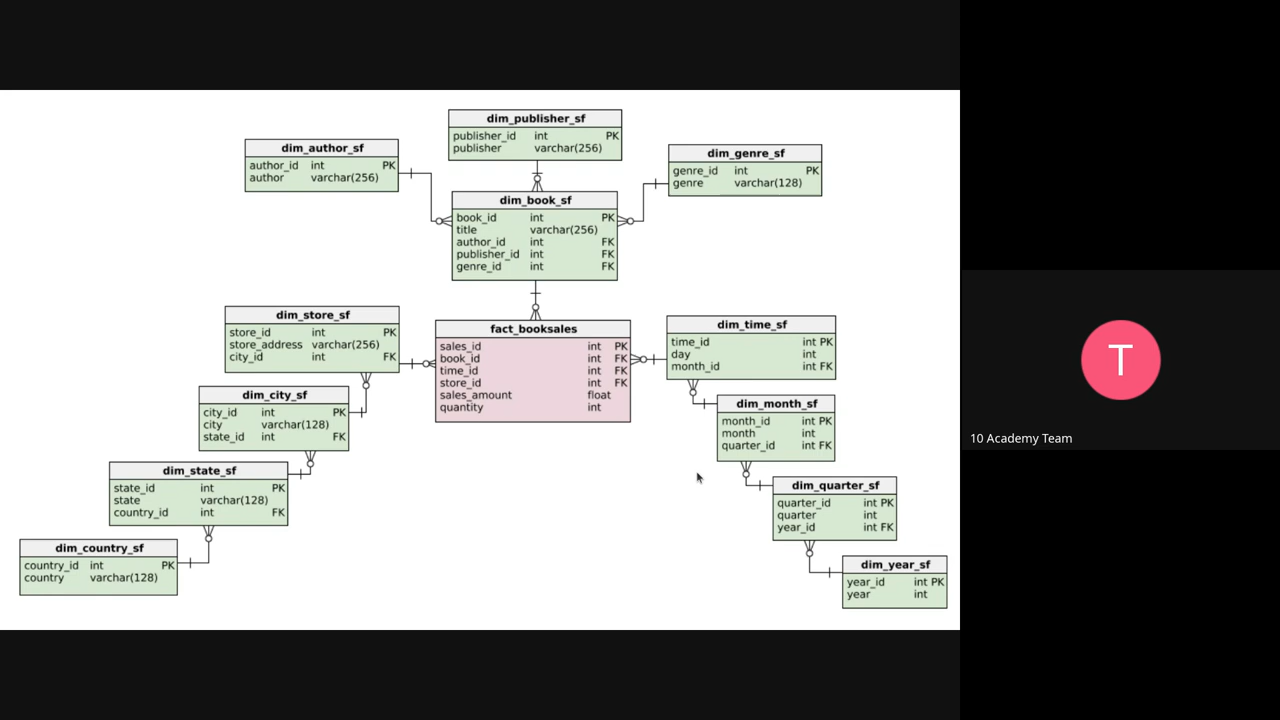 dim_publisher_sf
publisher_id int PK
publisher varchar(256)
dim_author_sf
author_id int PK
author varchar(256)
dim_genre_sf
genre_id int PK
genre varchar(128)
dim_book_sf
book_id int PK
title varchar(256)
author_id int FK
publisher_id int FK
genre_id int FK
dim_store_sf
store_id int PK
store_address varchar(256)
city_id int FK
fact_booksales
sales_id int PK
book_id int FK
time_id int FK
store_id int FK
sales_amount float
quantity int
dim_time_sf
time_id int PK
day int
month_id int FK
dim_city_sf
city_id int PK
city varchar(128)
state_id int FK
dim_month_sf
month_id int PK
month int
quarter_id int FK
dim_state_sf
state_id int PK
state varchar(128)
country_id int FK
dim_quarter_sf
quarter_id int PK
quarter int
year_id int FK
dim_country_sf
country_id int PK
country varchar(128)
dim_year_sf
year_id int PK
year int
T
10 Academy Team